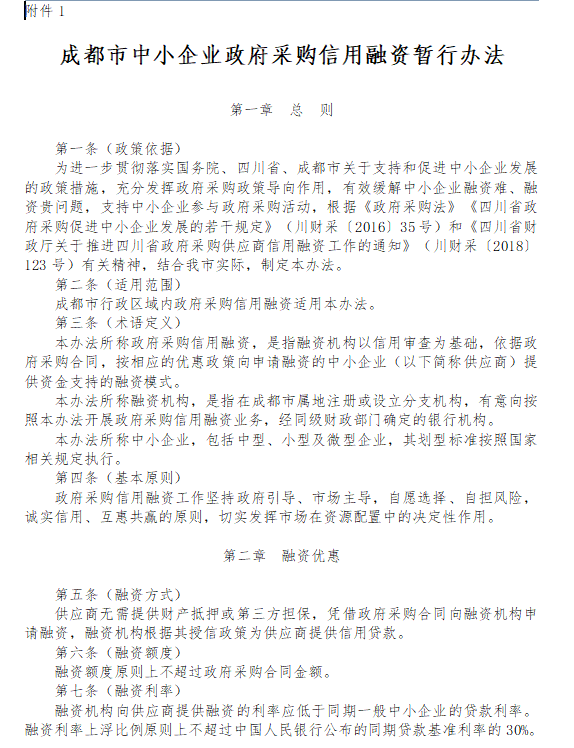 附件 1
成都市中小企业政府采购信用融资暂行办法
第一章 总 则
第一条（政策依据）
为进一步贯彻落实国务院、四川省、成都市关于支持和促进中小企业发展
的政策措施，充分发挥政府采购政策导向作用，有效缓解中小企业融资难、融
资贵问题，支持中小企业参与政府采购活动，根据《政府采购法》《四川省政
府采购促进中小企业发展的若干规定》（川财采〔2016〕35 号）和《四川省财
政厅关于推进四川省政府采购供应商信用融资工作的通知》（川财采〔2018〕
123 号）有关精神，结合我市实际，制定本办法。
第二条（适用范围）
成都市行政区域内政府采购信用融资适用本办法。
第三条（术语定义）
本办法所称政府采购信用融资，是指融资机构以信用审查为基础，依据政
府采购合同，按相应的优惠政策向申请融资的中小企业（以下简称供应商）提
供资金支持的融资模式。
本办法所称融资机构，是指在成都市属地注册或设立分支机构，有意向按
照本办法开展政府采购信用融资业务，经同级财政部门确定的银行机构。
本办法所称中小企业，包括中型、小型及微型企业，其划型标准按照国家
相关规定执行。
第四条（基本原则）
政府采购信用融资工作坚持政府引导、市场主导，自愿选择、自担风险，
诚实信用、互惠共赢的原则，切实发挥市场在资源配置中的决定性作用。
第二章 融资优惠
第五条（融资方式）
供应商无需提供财产抵押或第三方担保，凭借政府采购合同向融资机构申
请融资，融资机构根据其授信政策为供应商提供信用贷款。
第六条（融资额度）
融资额度原则上不超过政府采购合同金额。
第七条（融资利率）
融资机构向供应商提供融资的利率应低于同期一般中小企业的贷款利率。
融资利率上浮比例原则上不超过中国人民银行公布的同期贷款基准利率的 30%。